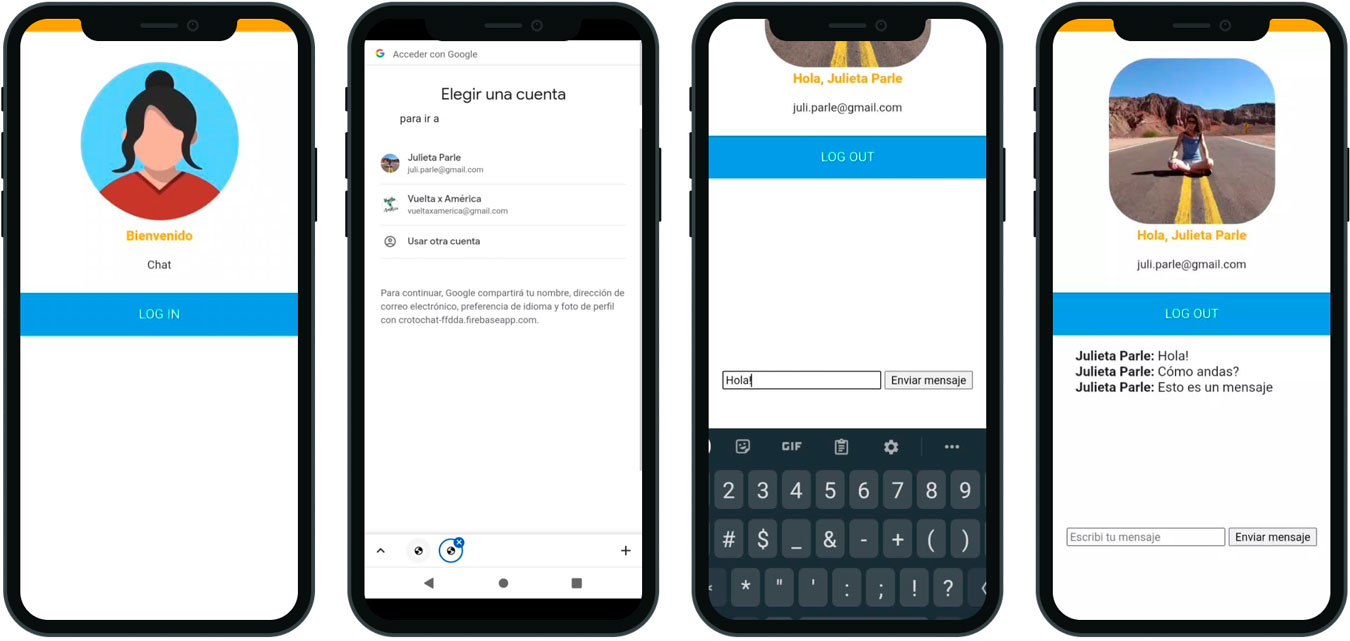 Bienvenido
Chat
LOG IN
Acceder con Google
Elegir una cuenta
para ir a
Julieta Parle
juli.parle@gmail.com
Vuelta x América
vueltaxamerica@gmail.com
Usar otra cuenta
Para continuar, Google compartirá tu nombre, dirección de
correo electrónico, preferencia de idioma y foto de perfil
con crotochat-ffdda.firebaseapp.com.
Hola, Julieta Parle
juli.parle@gmail.com
LOG OUT
Hola!
Enviar mensaje
GIF
2 3 4 5 6 7 8 9
# $ _ & - + ( )
* " ' : ; ! ?
Hola, Julieta Parle
juli.parle@gmail.com
LOG OUT
Julieta Parle: Hola!
Julieta Parle: Cómo andas?
Julieta Parle: Esto es un mensaje
Escribi tu mensaje
Enviar mensaje